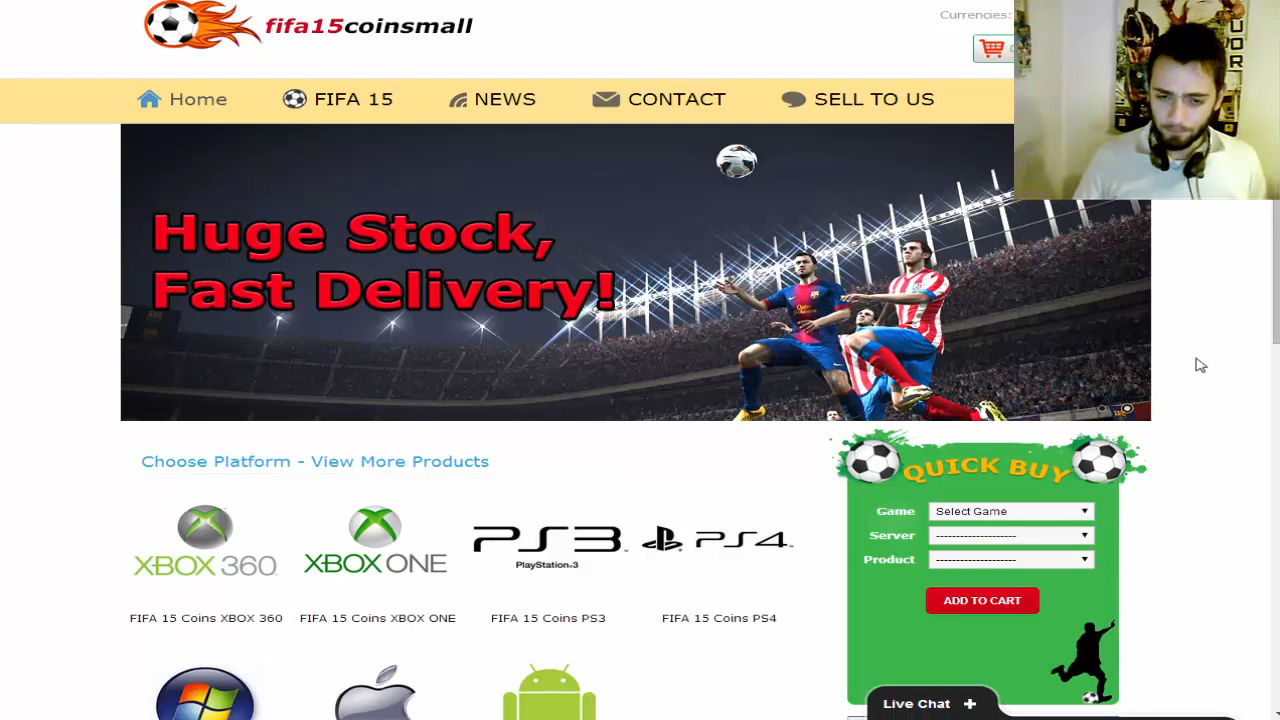 fifa15coinsmall
Currencies:
Home
FIFA 15
NEWS
CONTACT
SELL TO US
Huge Stock,
Fast Delivery!
Choose Platform - View More Products
XBOX 360
XBOX ONE
PS3
PlayStation®3
PS4
FIFA 15 Coins XBOX 360
FIFA 15 Coins XBOX ONE
FIFA 15 Coins PS3
FIFA 15 Coins PS4
QUICK BUY
Game
Select Game
Server
--------------------
Product
--------------------
ADD TO CART
Live Chat +